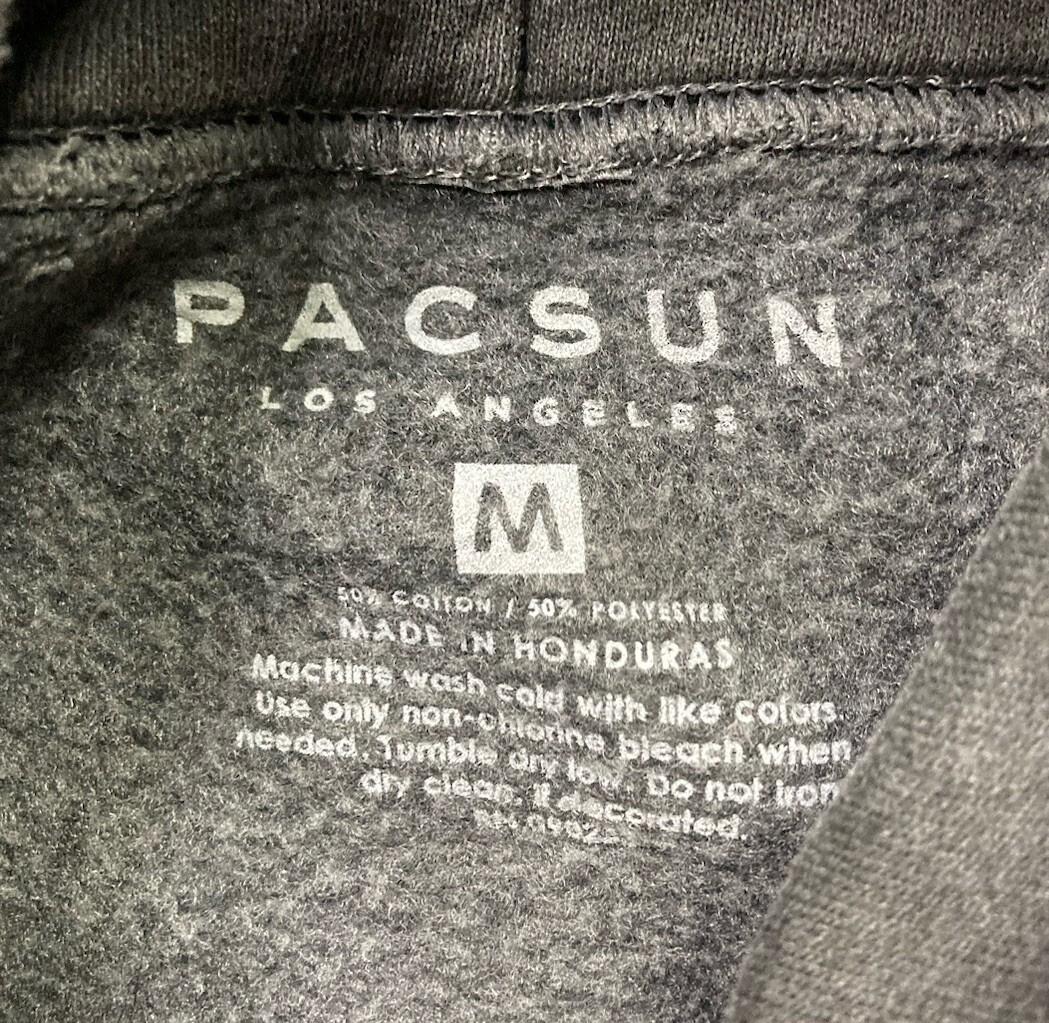 PACSUN
LOS ANGELES
M
50% COTTON / 50% POLYESTER
MADE IN HONDURAS
Machine wash cold with like colors.
Use only non-chlorine bleach when
needed. Tumble dry low. Do not iron
dry clean. If decorated.